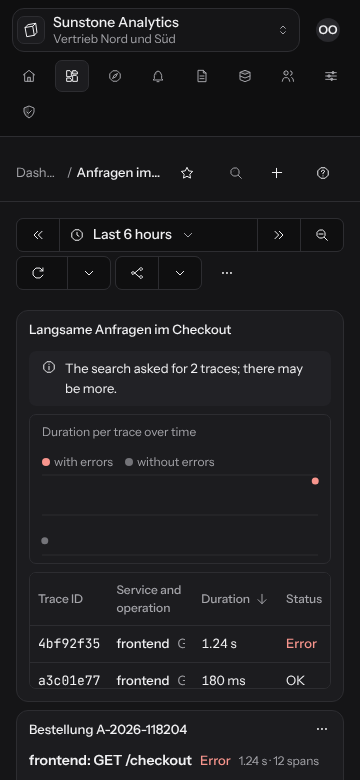 Sunstone Analytics
Vertrieb Nord und Süd
OO
Dash… / Anfragen im…
Last 6 hours
Langsame Anfragen im Checkout
The search asked for 2 traces; there may
be more.
Duration per trace over time
with errors without errors
Trace ID Service and operation Duration Status
4bf92f35 frontend G 1.24 s Error
a3c01e77 frontend G 180 ms OK
Bestellung A-2026-118204
frontend: GET /checkout Error 1.24 s · 12 spans